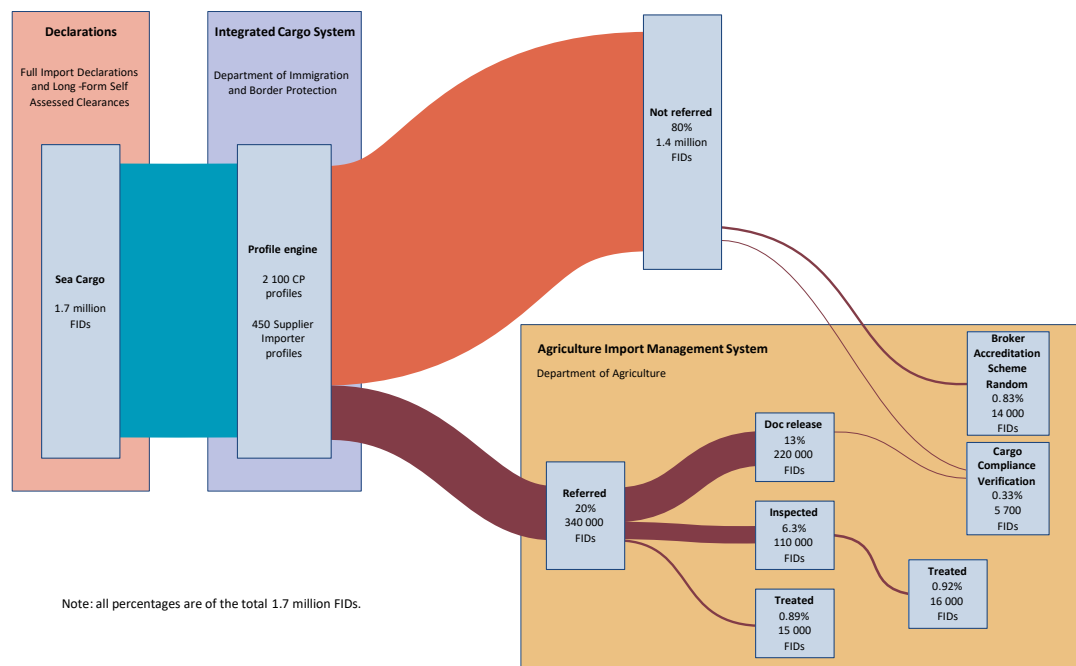 Declarations
Full Import Declarations
and Long -Form Self
Assessed Clearances
Sea Cargo
1.7 million
FIDs
Integrated Cargo System
Department of Immigration
and Border Protection
Profile engine
2 100 CP
profiles
450 Supplier
Importer
profiles
Not referred
80%
1.4 million
FIDs
Agriculture Import Management System
Department of Agriculture
Referred
20%
340 000
FIDs
Doc release
13%
220 000
FIDs
Inspected
6.3%
110 000
FIDs
Treated
0.89%
15 000
FIDs
Broker
Accreditation
Scheme
Random
0.83%
14 000
FIDs
Cargo
Compliance
Verification
0.33%
5 700
FIDs
Treated
0.92%
16 000
FIDs
Note: all percentages are of the total 1.7 million FIDs.